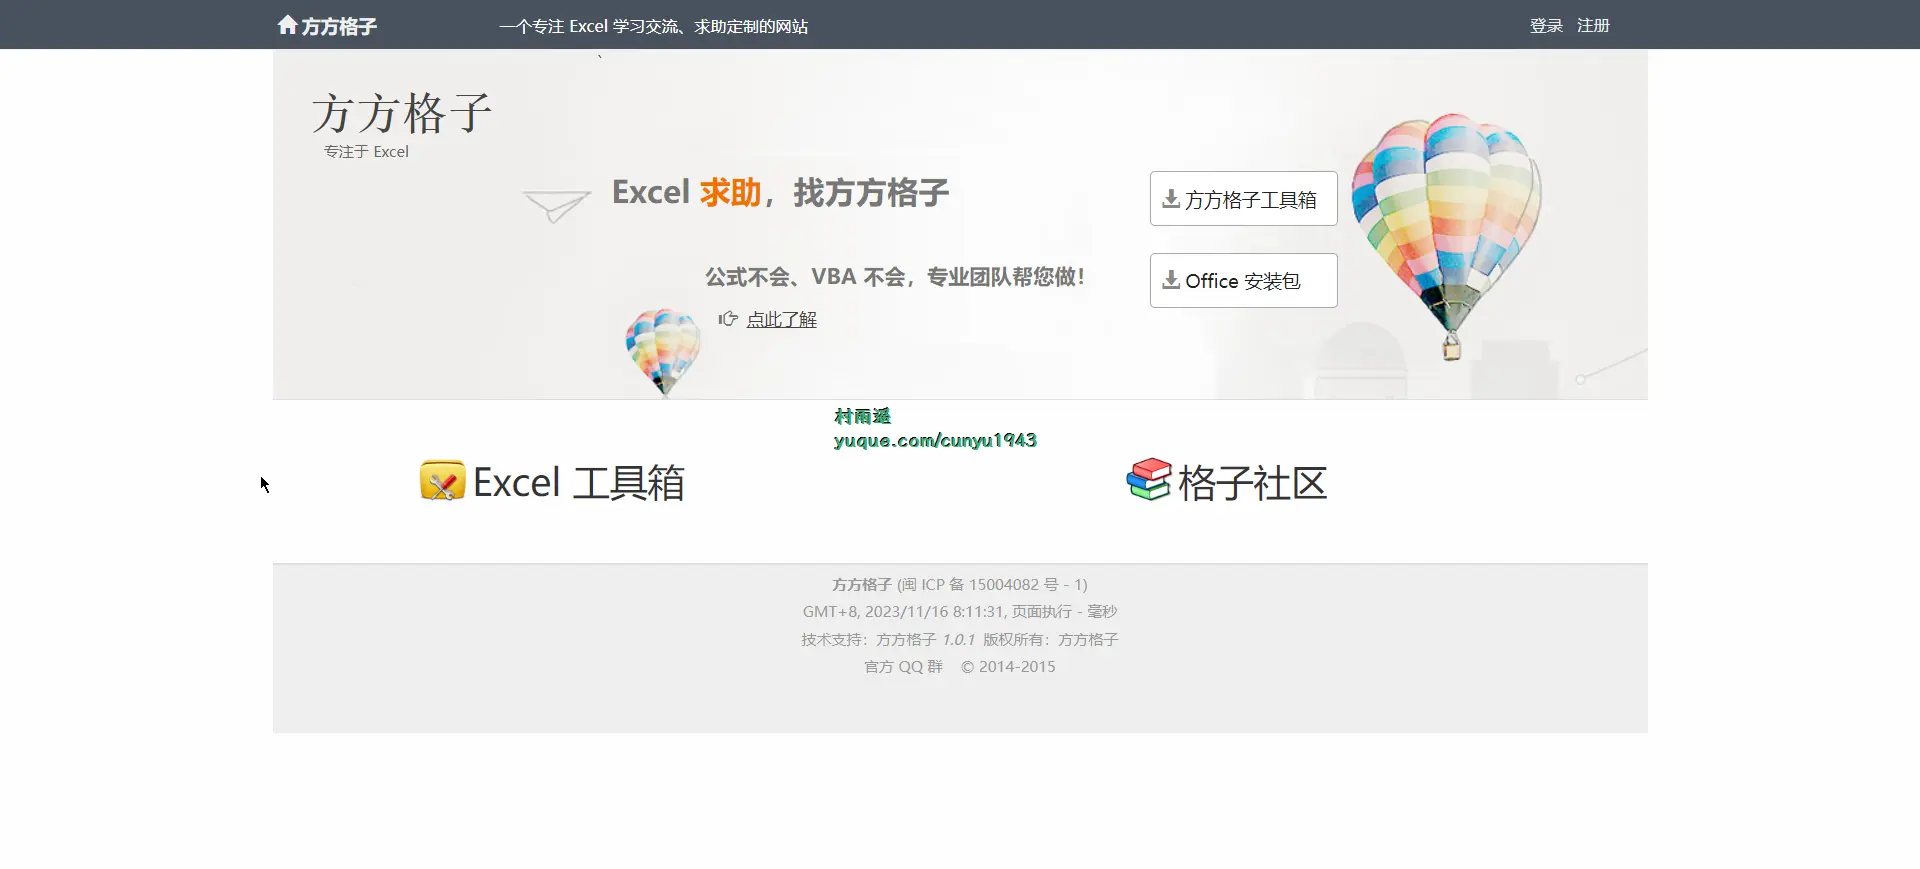 方方格子
一个专注 Excel 学习交流、求助定制的网站
登录 注册
方方格子
专注于 Excel
Excel 求助，找方方格子
方方格子工具箱
公式不会、VBA 不会，专业团队帮您做！
Office 安装包
点此了解
村雨遥
yuque.com/cunyu1943
Excel 工具箱
格子社区
方方格子 (闽 ICP 备 15004082 号 - 1)
GMT+8, 2023/11/16 8:11:31, 页面执行 - 毫秒
技术支持：方方格子 1.0.1 版权所有：方方格子
官方 QQ 群 © 2014-2015